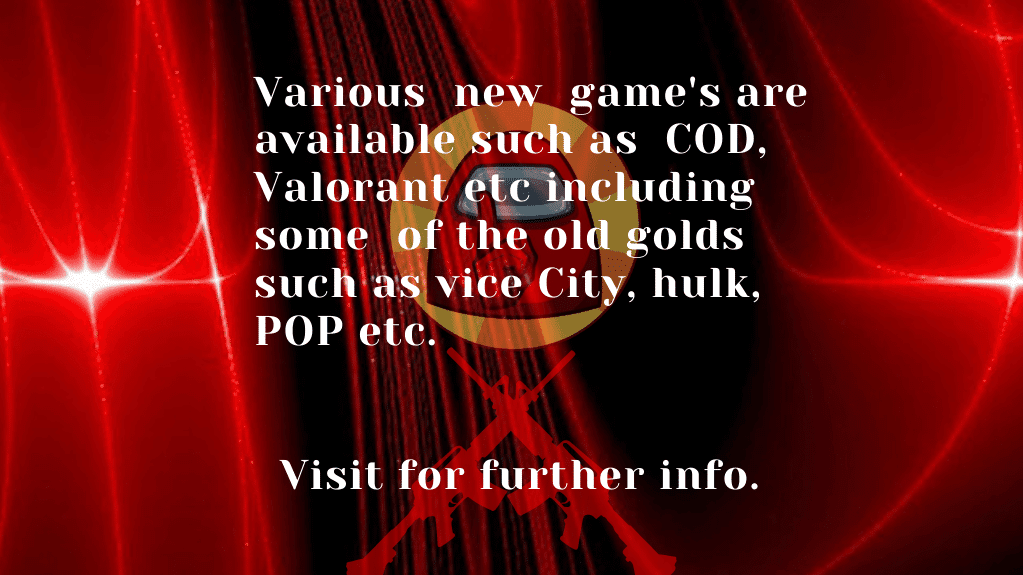 Various new game's are
available such as COD,
Valorant etc including
some of the old golds
such as vice City, hulk,
POP etc.
Visit for further info.